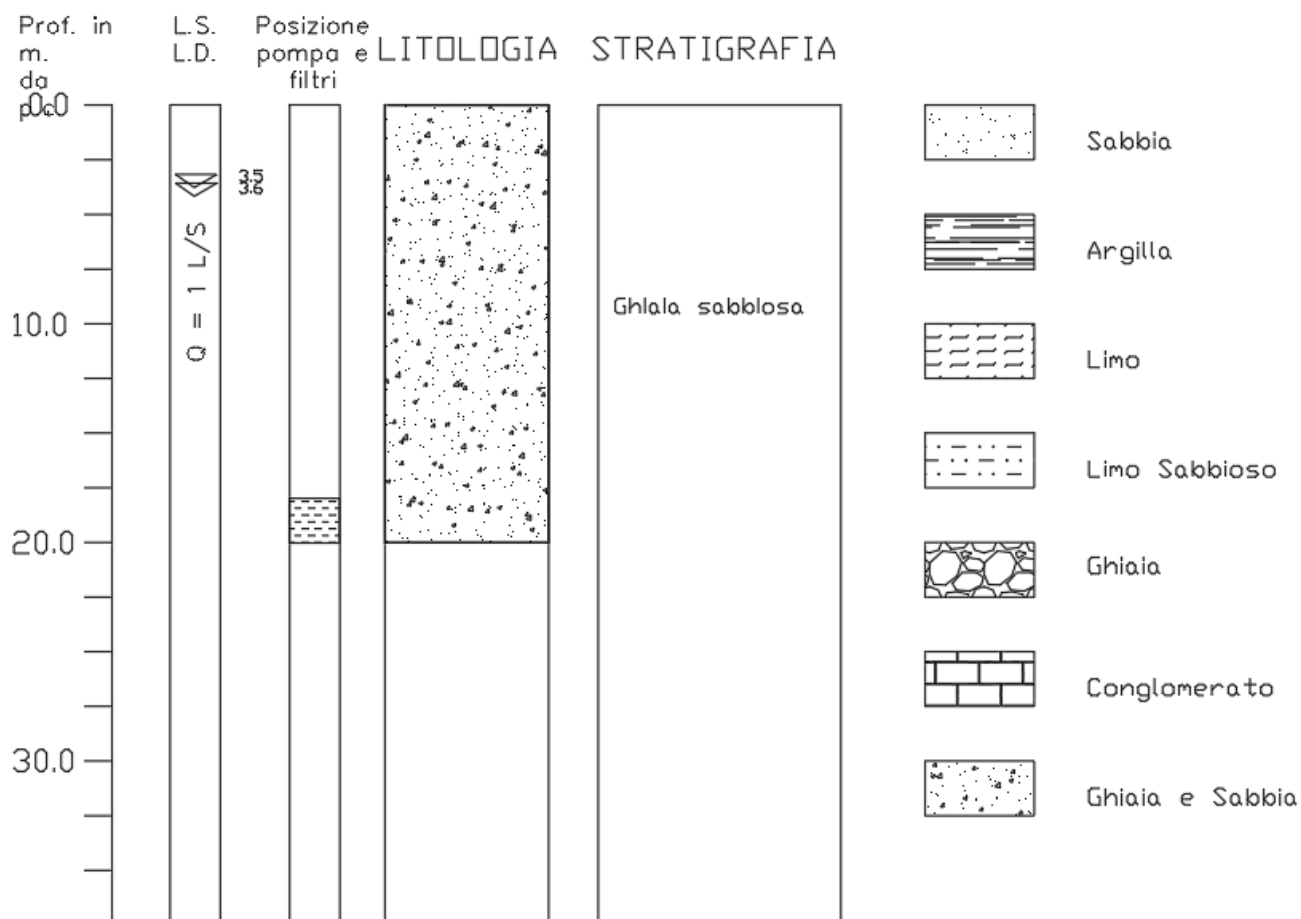 Prof. in
m.
da
p.c.
L.S.
L.D.
Posizione
pompa e
filtri
LITOLOGIA
STRATIGRAFIA
0.0
10.0
20.0
30.0
3.5
3.6
Q = 1 L/S
Ghiaia sabbiosa
Sabbia
Argilla
Limo
Limo Sabbioso
Ghiaia
Conglomerato
Ghiaia e Sabbia